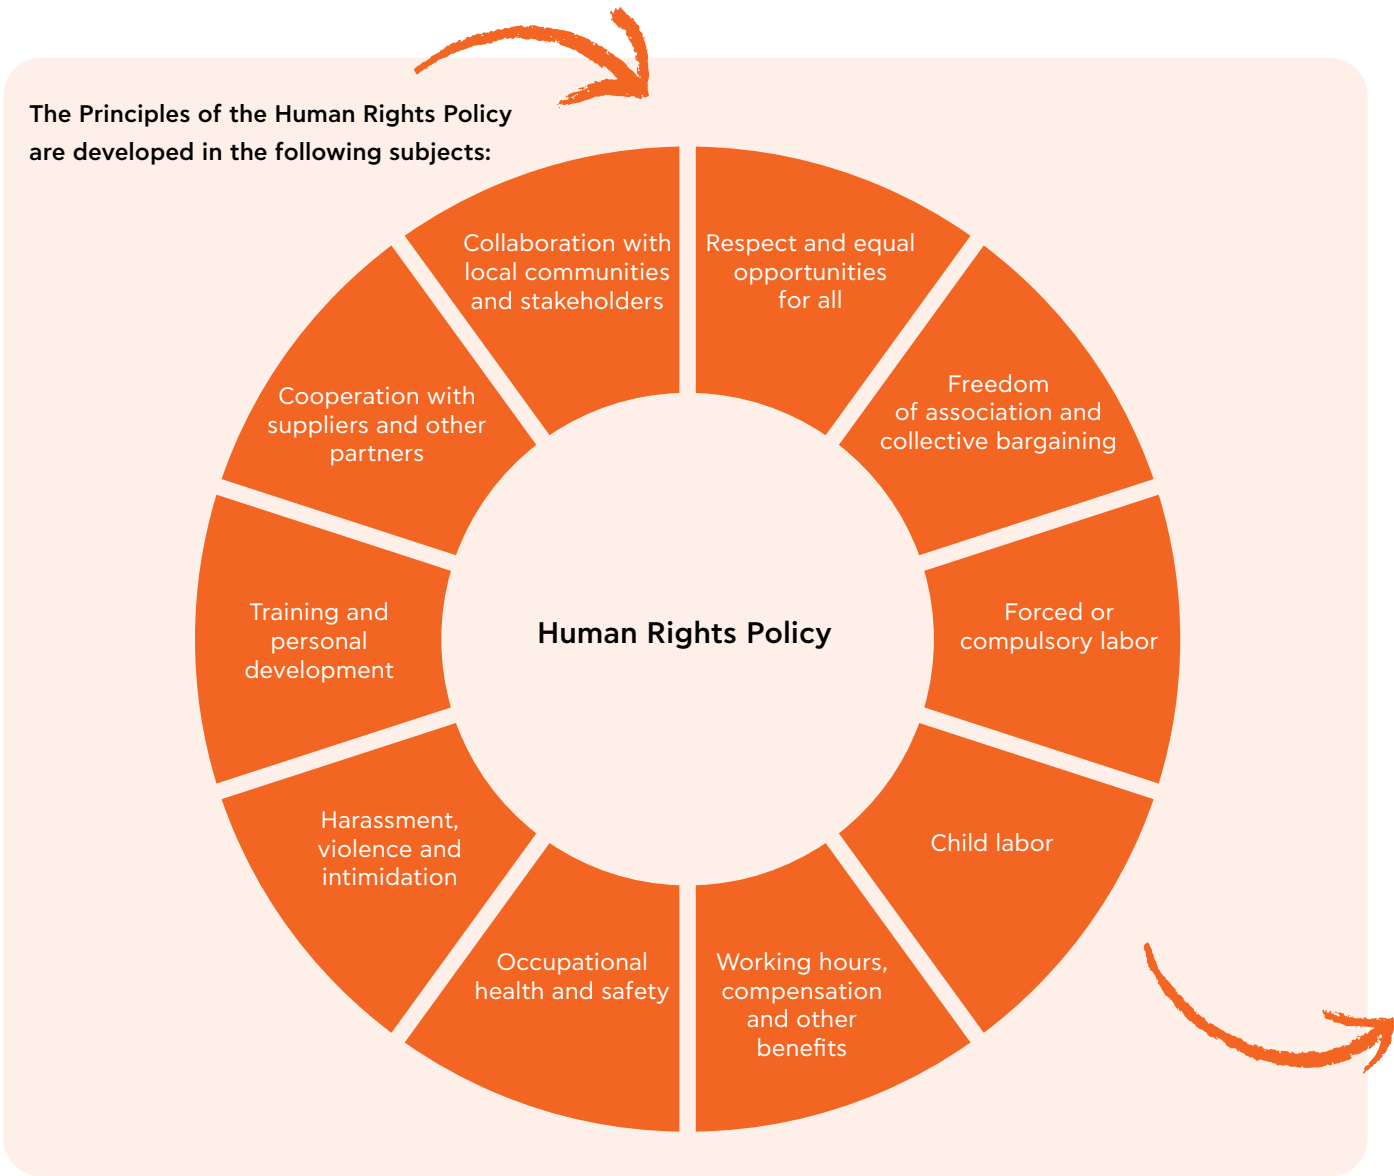 The Principles of the Human Rights Policy
are developed in the following subjects:
Respect and equal
opportunities
for all
Freedom
of association and
collective bargaining
Forced or
compulsory labor
Child labor
Working hours,
compensation
and other
benefits
Occupational
health and safety
Harassment,
violence and
intimidation
Training and
personal
development
Cooperation with
suppliers and other
partners
Collaboration with
local communities
and stakeholders
Human Rights Policy